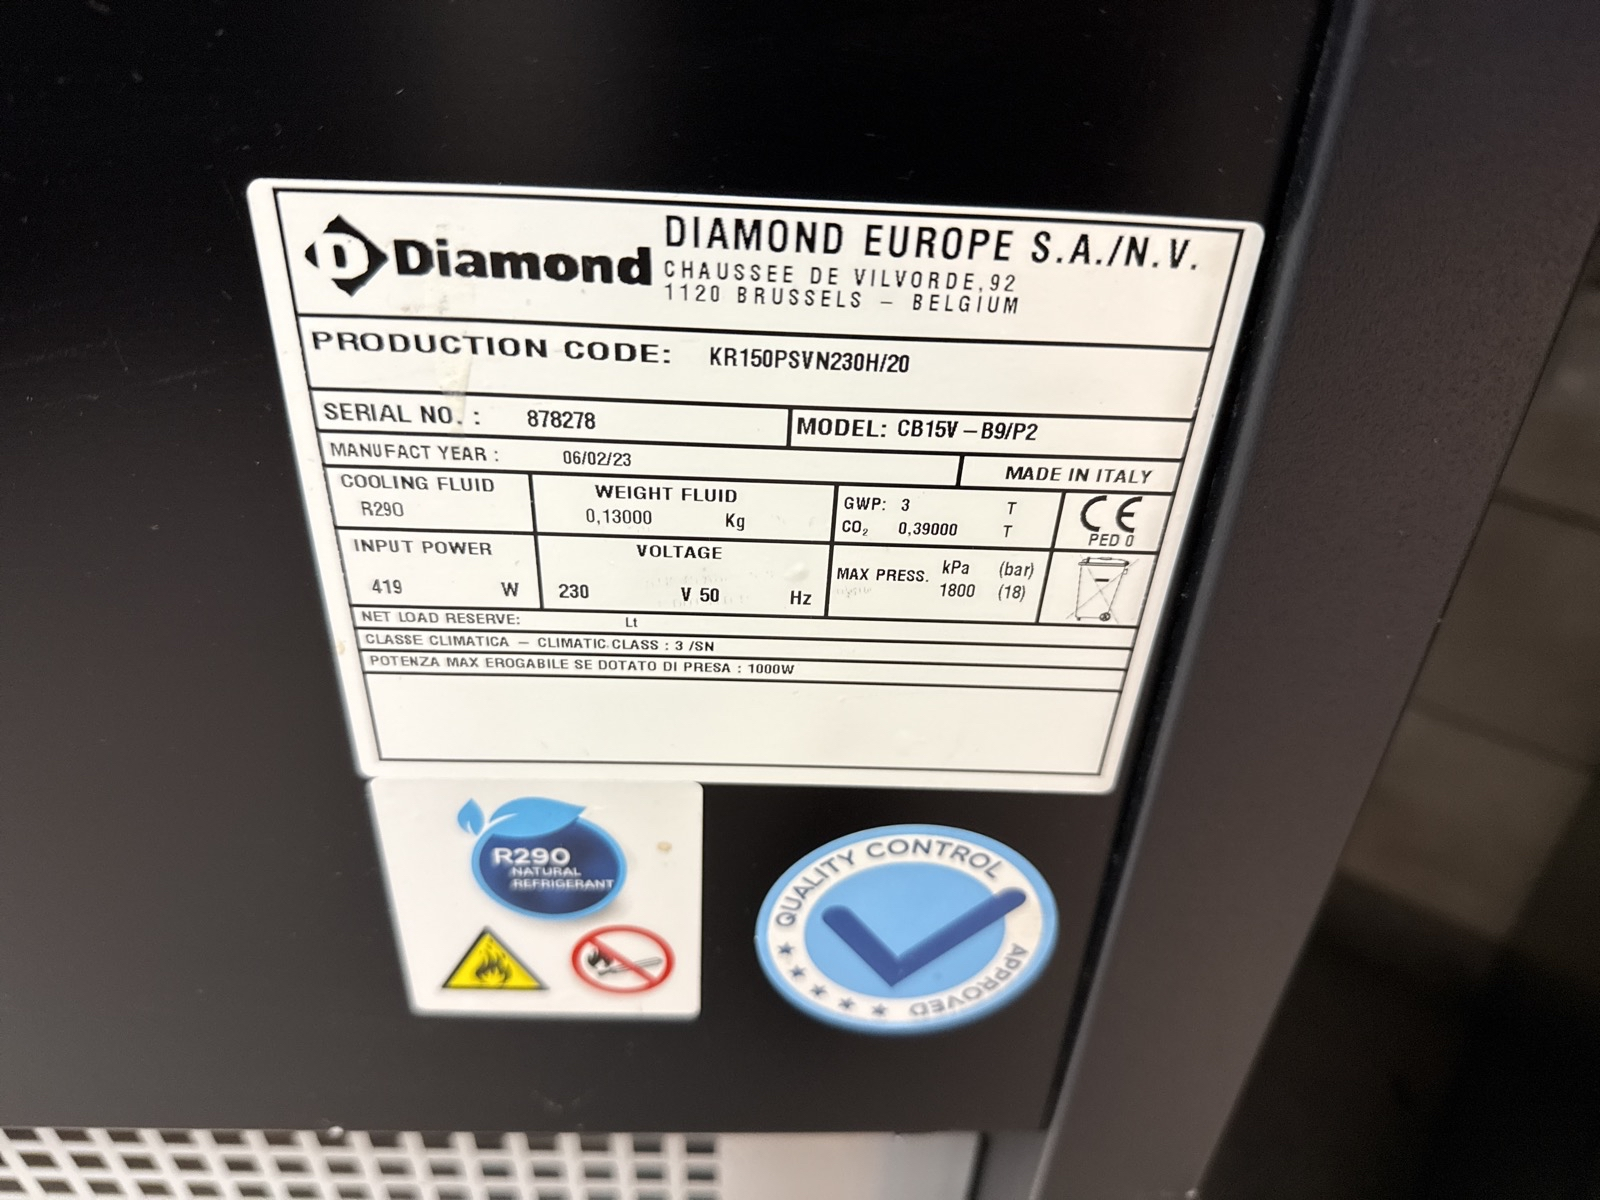 D Diamond
DIAMOND EUROPE S.A./N.V.
CHAUSSEE DE VILVORDE,92
1120 BRUSSELS - BELGIUM
PRODUCTION CODE: KR150PSVN230H/20
SERIAL NO. : 878278
MODEL: CB15V-B9/P2
MANUFACT YEAR : 06/02/23
MADE IN ITALY
COOLING FLUID
R290
WEIGHT FLUID
0,13000 Kg
GWP: 3 T
CO2 0,39000 T
CE
PED 0
INPUT POWER
419 W
VOLTAGE
230 V 50 Hz
MAX PRESS. kPa (bar)
1800 (18)
NET LOAD RESERVE: Lt
CLASSE CLIMATICA - CLIMATIC.CLASS : 3 /SN
POTENZA MAX EROGABILE SE DOTATO DI PRESA : 1000W
R290
NATURAL
REFRIGERANT
QUALITY CONTROL
APPROVED